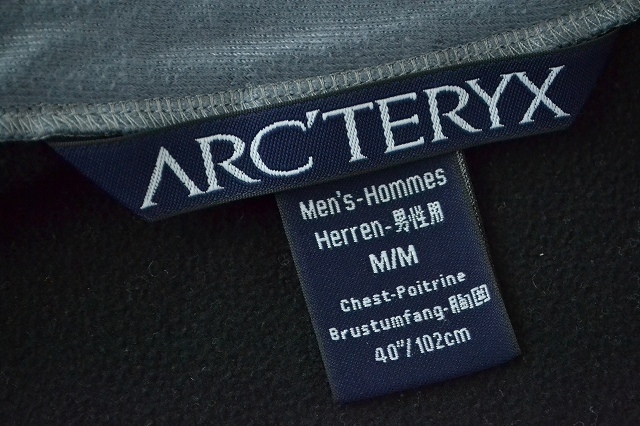 ARC'TERYX
Men's-Hommes
Herren-男性用
M/M
Chest-Poitrine
Brustumfang-胸囲
40"/102cm